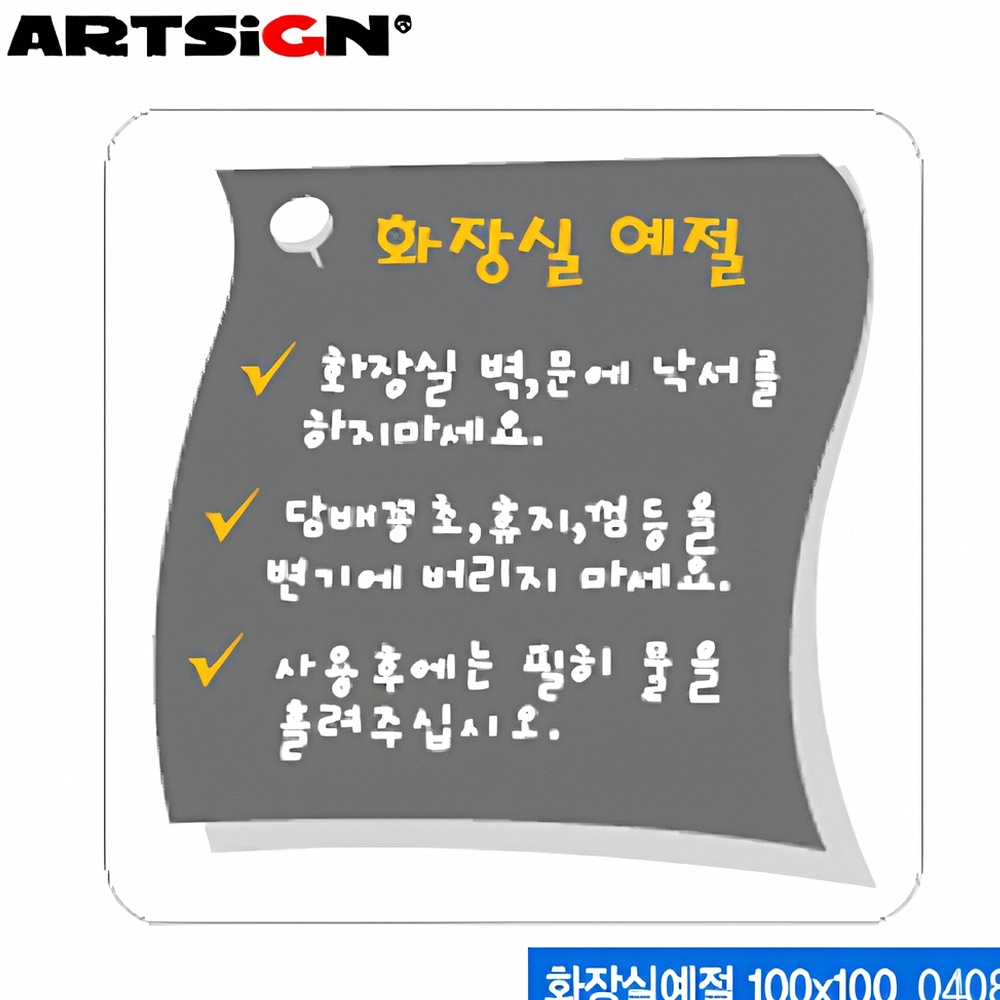 ARTSiGN®
화장실 예절
화장실 벽,문에 낙서를
하지마세요.
담배꽁초,휴지,껌등을
변기에 버리지 마세요.
사용후에는 필히 물을
흘려주십시오.
화장실예절 100x100 0408